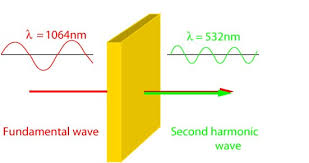 λ = 1064nm
λ = 532nm
Fundamental wave
Second harmonic
wave